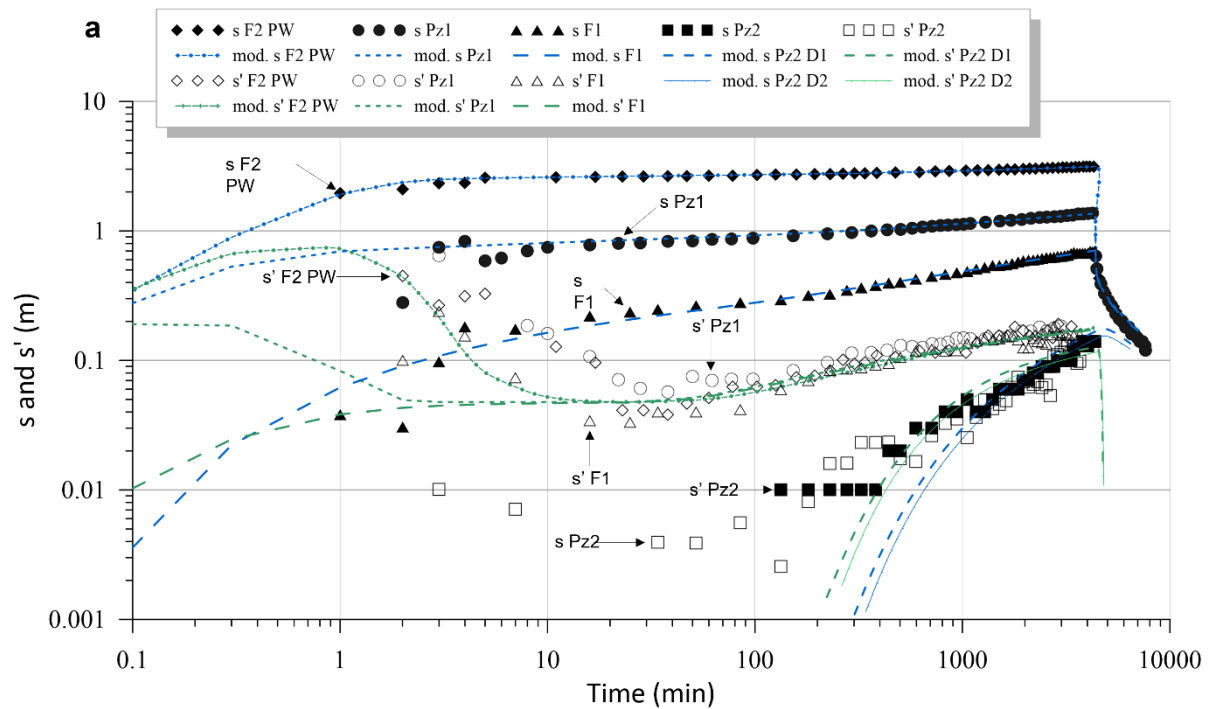 a
s F2 PW s Pz1 s F1 s Pz2 s' Pz2
mod. s F2 PW mod. s Pz1 mod. s F1 mod. s Pz2 D1 mod. s' Pz2 D1
s' F2 PW s' Pz1 s' F1 mod. s Pz2 D2 mod. s' Pz2 D2
mod. s' F2 PW mod. s' Pz1 mod. s' F1
10
s F2
PW
s Pz1
1
s' F2 PW
s
F1
s' Pz1
s and s' (m)
0.1
s' F1
s' Pz2
0.01
s Pz2
0.001
0.1 1 10 100 1000 10000
Time (min)